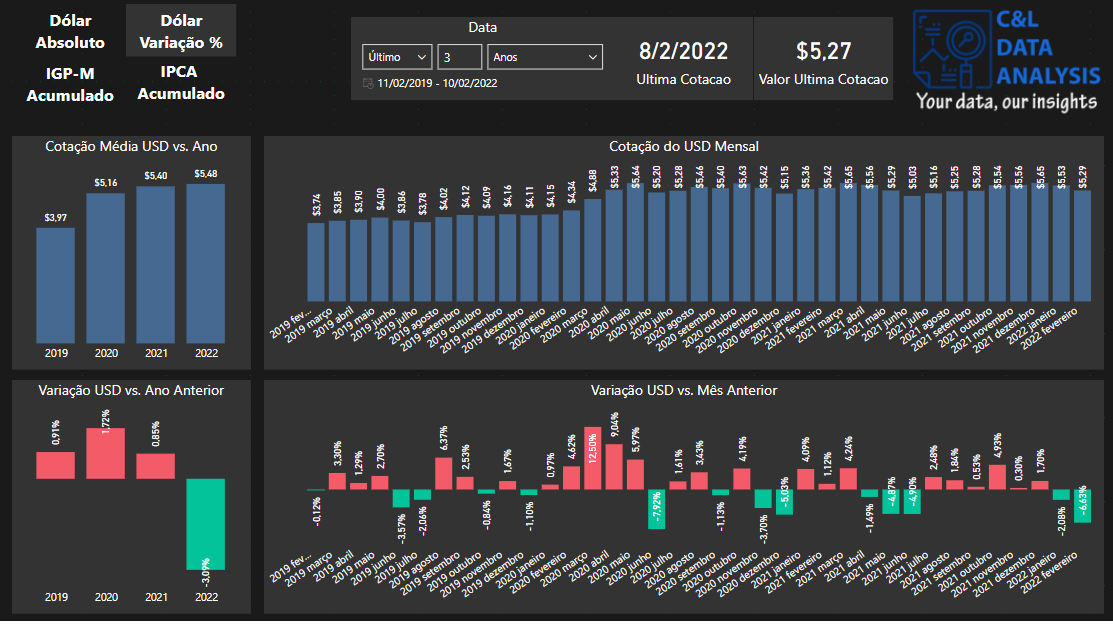 Dólar
Absoluto
Dólar
Variação %
IGP-M
Acumulado
IPCA
Acumulado
Data
Último
3
Anos
11/02/2019 - 10/02/2022
8/2/2022
Ultima Cotacao
$5,27
Valor Ultima Cotacao
C&L
DATA
ANALYSIS
Your data, our insights
Cotação Média USD vs. Ano
$3,97
$5,16
$5,40
$5,48
2019
2020
2021
2022
Cotação do USD Mensal
$3,74
$3,85
$3,90
$4,00
$3,86
$3,78
$4,02
$4,12
$4,09
$4,16
$4,11
$4,15
$4,34
$4,88
$5,33
$5,64
$5,20
$5,28
$5,46
$5,40
$5,63
$5,42
$5,15
$5,36
$5,42
$5,65
$5,56
$5,29
$5,03
$5,16
$5,25
$5,28
$5,54
$5,56
$5,65
$5,53
$5,29
2019 fev...
2019 março
2019 abril
2019 maio
2019 junho
2019 julho
2019 agosto
2019 setembro
2019 outubro
2019 novembro
2019 dezembro
2020 janeiro
2020 fevereiro
2020 março
2020 abril
2020 maio
2020 junho
2020 julho
2020 agosto
2020 setembro
2020 outubro
2020 novembro
2020 dezembro
2021 janeiro
2021 fevereiro
2021 março
2021 abril
2021 maio
2021 junho
2021 julho
2021 agosto
2021 setembro
2021 outubro
2021 novembro
2021 dezembro
2022 janeiro
2022 fevereiro
Variação USD vs. Ano Anterior
0,91%
1,72%
0,85%
-3,09%
2019
2020
2021
2022
Variação USD vs. Mês Anterior
-0,12%
3,30%
1,29%
2,70%
-3,57%
-2,06%
6,37%
2,53%
-0,84%
1,67%
-1,10%
0,97%
4,62%
12,50%
9,04%
5,97%
-7,92%
1,61%
3,43%
-1,13%
4,19%
-3,70%
-5,03%
4,09%
1,12%
4,24%
-1,49%
-4,87%
-4,90%
2,48%
1,84%
0,53%
4,93%
0,30%
1,70%
-2,08%
-6,63%
2019 fev...
2019 março
2019 abril
2019 maio
2019 junho
2019 julho
2019 agosto
2019 setembro
2019 outubro
2019 novembro
2019 dezembro
2020 janeiro
2020 fevereiro
2020 março
2020 abril
2020 maio
2020 junho
2020 julho
2020 agosto
2020 setembro
2020 outubro
2020 novembro
2020 dezembro
2021 janeiro
2021 fevereiro
2021 março
2021 abril
2021 maio
2021 junho
2021 julho
2021 agosto
2021 setembro
2021 outubro
2021 novembro
2021 dezembro
2022 janeiro
2022 fevereiro